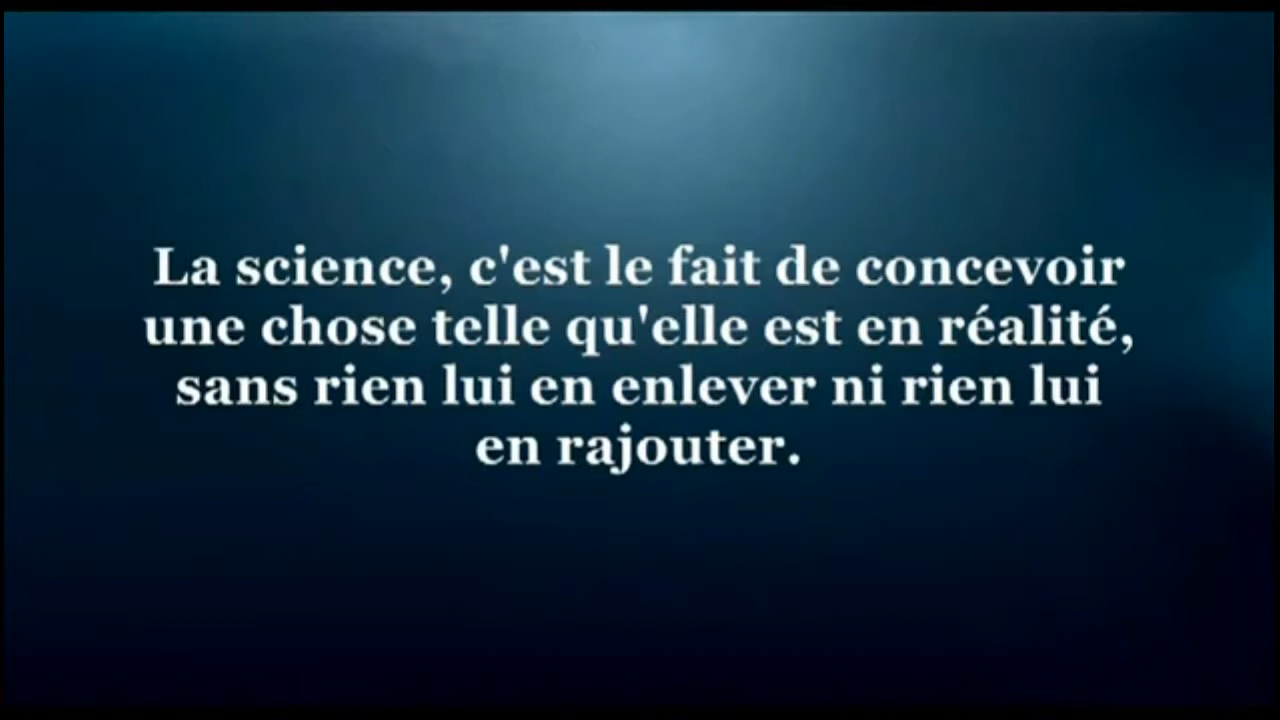 La science, c'est le fait de concevoir
une chose telle qu'elle est en réalité,
sans rien lui en enlever ni rien lui
en rajouter.